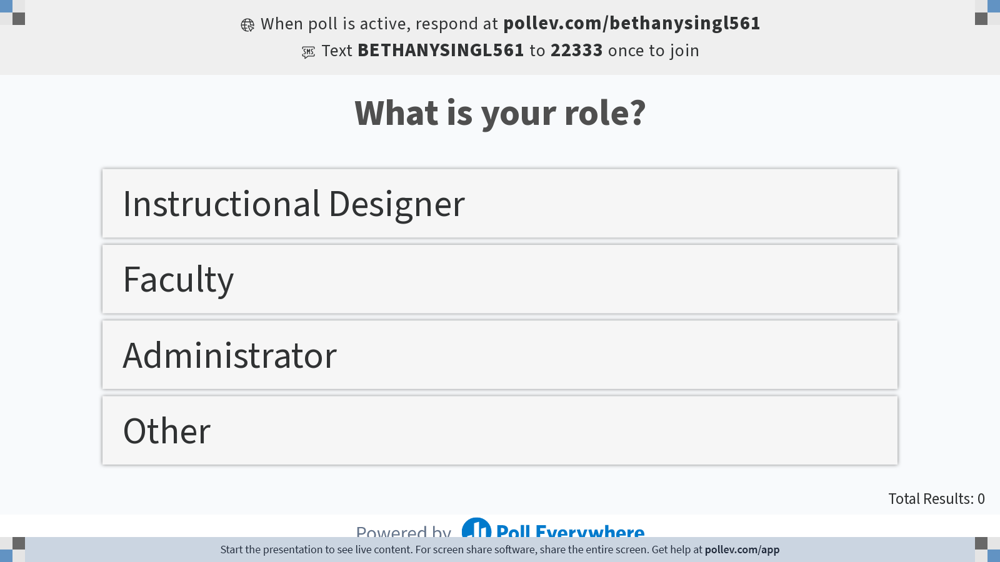 When poll is active, respond at pollev.com/bethanysingl561
SMS Text BETHANYSINGL561 to 22333 once to join
What is your role?
Instructional Designer
Faculty
Administrator
Other
Total Results: 0
Powered by Poll Everywhere
Start the presentation to see live content. For screen share software, share the entire screen. Get help at pollev.com/app